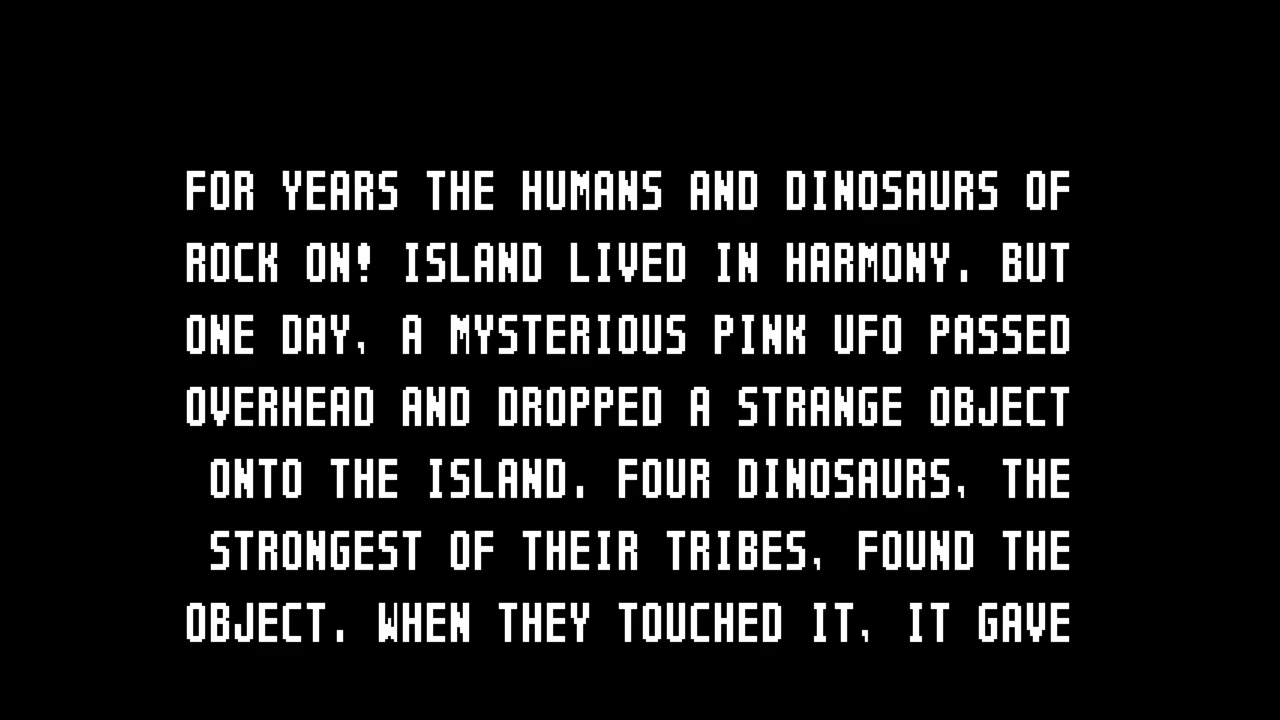 FOR YEARS THE HUMANS AND DINOSAURS OF
ROCK ON! ISLAND LIVED IN HARMONY. BUT
ONE DAY, A MYSTERIOUS PINK UFO PASSED
OVERHEAD AND DROPPED A STRANGE OBJECT
ONTO THE ISLAND. FOUR DINOSAURS, THE
STRONGEST OF THEIR TRIBES, FOUND THE
OBJECT. WHEN THEY TOUCHED IT, IT GAVE